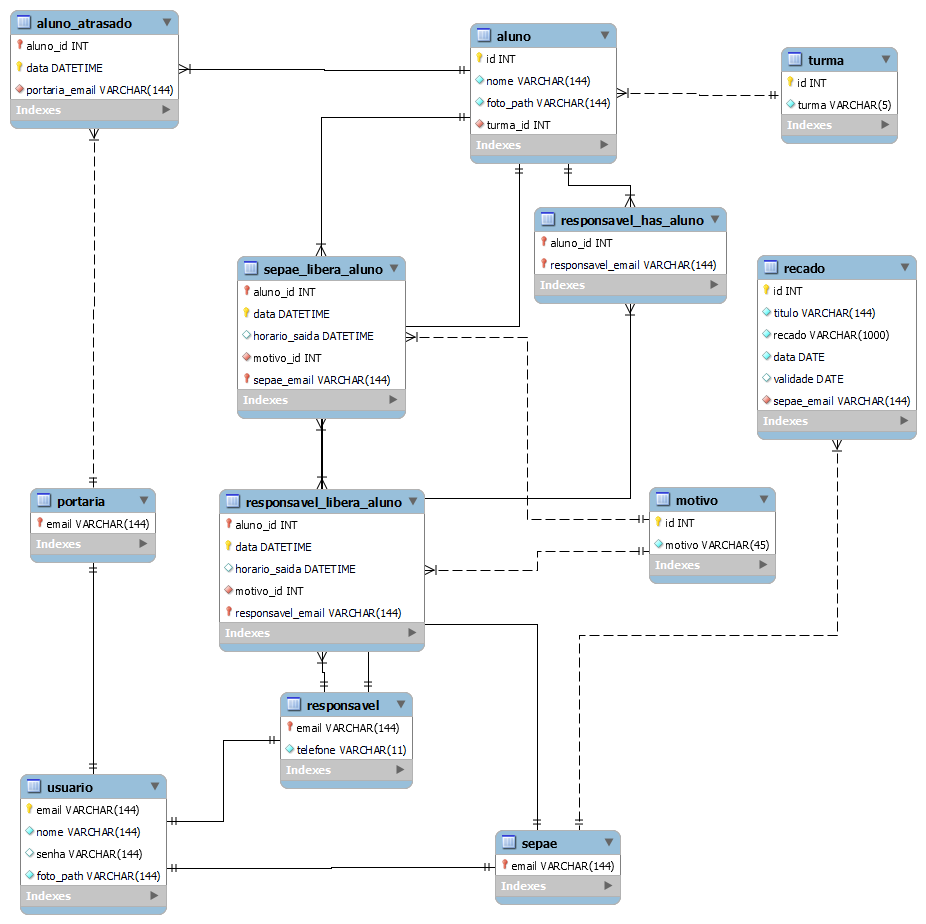 aluno_atrasado
aluno_id INT
data DATETIME
portaria_email VARCHAR(144)
Indexes
aluno
id INT
nome VARCHAR(144)
foto_path VARCHAR(144)
turma_id INT
Indexes
turma
id INT
turma VARCHAR(5)
Indexes
responsavel_has_aluno
aluno_id INT
responsavel_email VARCHAR(144)
Indexes
sepae_libera_aluno
aluno_id INT
data DATETIME
horario_saida DATETIME
motivo_id INT
sepae_email VARCHAR(144)
Indexes
recado
id INT
titulo VARCHAR(144)
recado VARCHAR(1000)
data DATE
validade DATE
sepae_email VARCHAR(144)
Indexes
portaria
email VARCHAR(144)
Indexes
responsavel_libera_aluno
aluno_id INT
data DATETIME
horario_saida DATETIME
motivo_id INT
responsavel_email VARCHAR(144)
Indexes
motivo
id INT
motivo VARCHAR(45)
Indexes
responsavel
email VARCHAR(144)
telefone VARCHAR(11)
Indexes
usuario
email VARCHAR(144)
nome VARCHAR(144)
senha VARCHAR(144)
foto_path VARCHAR(144)
Indexes
sepae
email VARCHAR(144)
Indexes